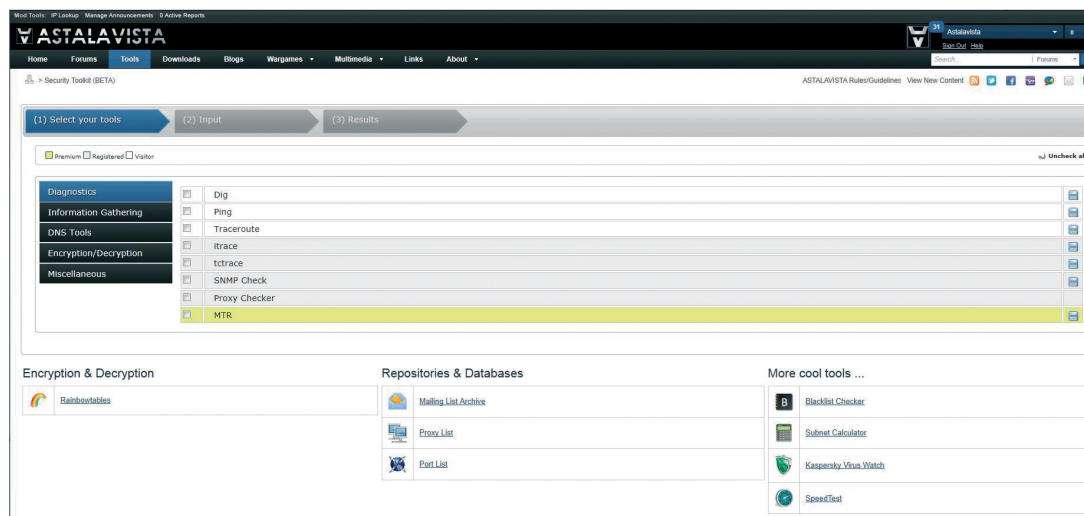 Mod Tools: IP Lookup Manage Announcements 0 Active Reports
ASTALAVISTA
31 Astalavista
Sign Out Help
Home Forums Tools Downloads Blogs Wargames Multimedia Links About
Search... Forums
> Security Toolkit (BETA)
ASTALAVISTA Rules/Guidelines View New Content
(1) Select your tools (2) Input (3) Results
Premium Registered Visitor
Uncheck al
Diagnostics
Information Gathering
DNS Tools
Encryption/Decryption
Miscellaneous
Dig
Ping
Traceroute
itrace
tctrace
SNMP Check
Proxy Checker
MTR
Encryption & Decryption
Rainbowtables
Repositories & Databases
Mailing List Archive
Proxy List
Port List
More cool tools ...
B Blacklist Checker
Subnet Calculator
Kaspersky Virus Watch
SpeedTest